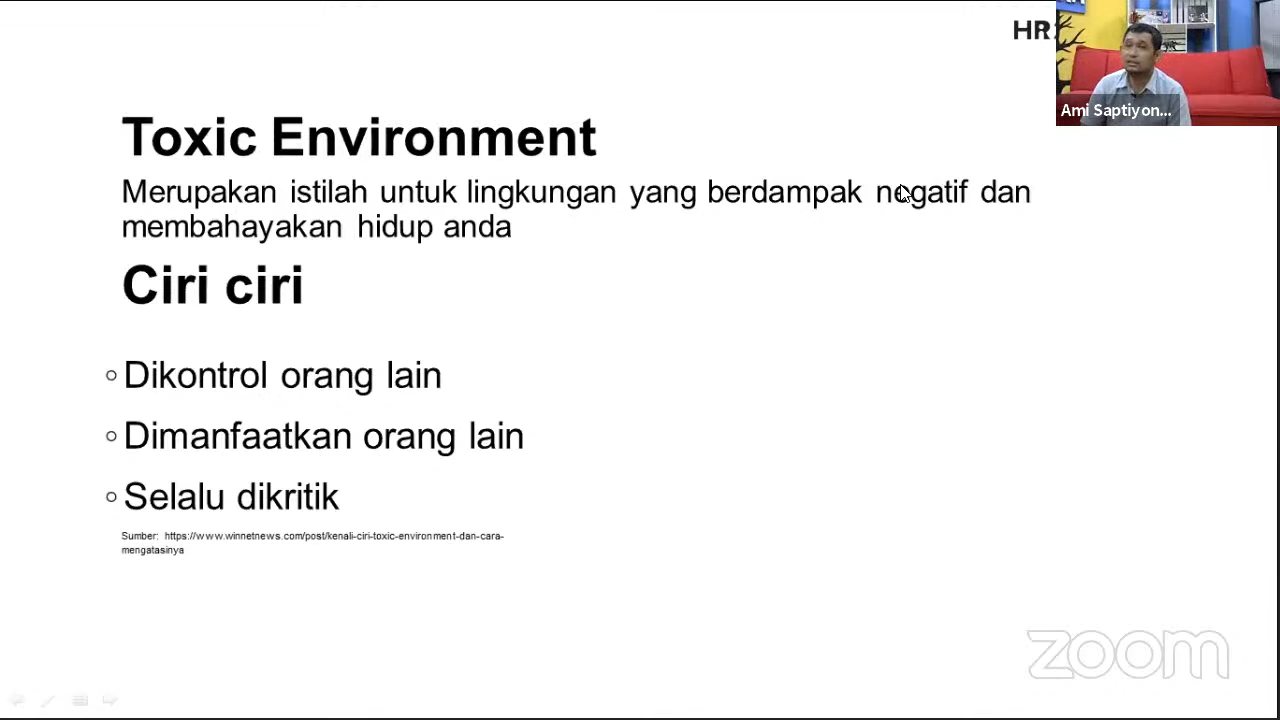 HR
Ami Saptiyon...
Toxic Environment
Merupakan istilah untuk lingkungan yang berdampak negatif dan
membahayakan hidup anda
Ciri ciri
Dikontrol orang lain
Dimanfaatkan orang lain
Selalu dikritik
Sumber: https://www.winnetnews.com/post/kenali-ciri-toxic-environment-dan-cara-
mengatasinya
zoom